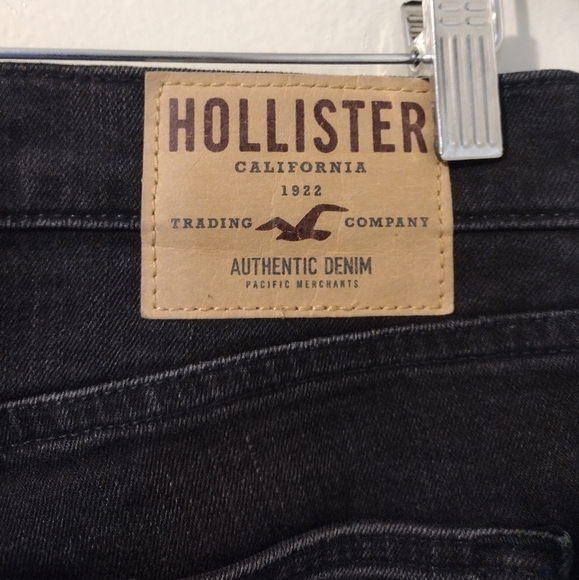 HOLLISTER
CALIFORNIA
1922
TRADING COMPANY
AUTHENTIC DENIM
PACIFIC MERCHANTS